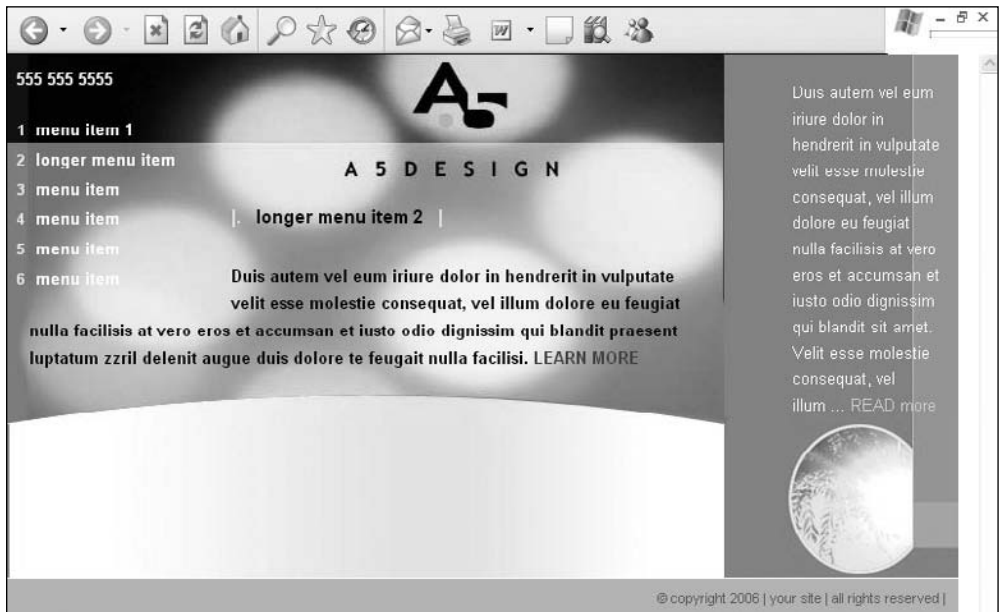 555 555 5555
1 menu item 1
2 longer menu item
3 menu item
4 menu item
5 menu item
6 menu item
A5
A5DESIGN
|. longer menu item 2 |
Duis autem vel eum iriure dolor in hendrerit in vulputate
velit esse molestie consequat, vel illum dolore eu feugiat
nulla facilisis at vero eros et accumsan et iusto odio dignissim qui blandit praesent
luptatum zzril delenit augue duis dolore te feugait nulla facilisi. LEARN MORE
Duis autem vel eum
iriure dolor in
hendrerit in vulputate
velit esse molestie
consequat, vel illum
dolore eu feugiat
nulla facilisis at vero
eros et accumsan et
iusto odio dignissim
qui blandit sit amet.
Velit esse molestie
consequat, vel
illum ... READ more
© copyright 2006 | your site | all rights reserved |